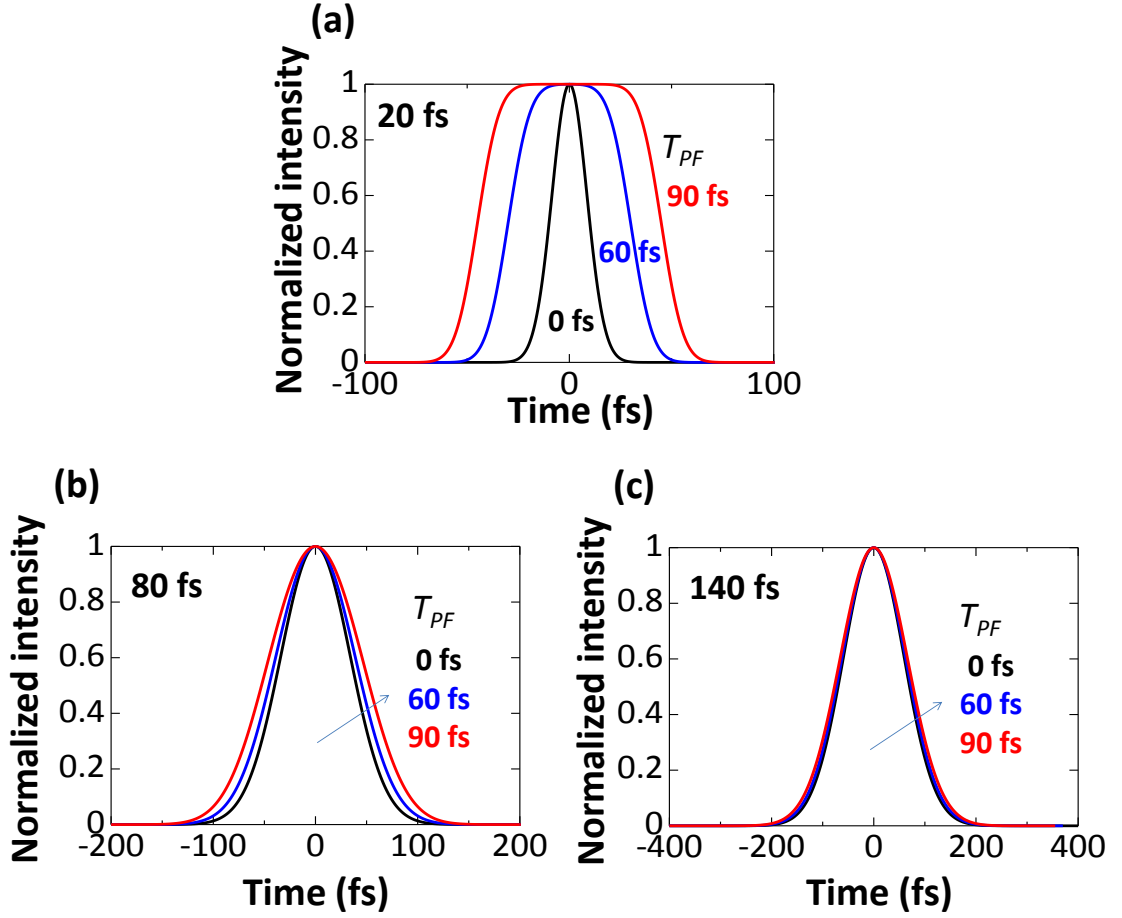 (a)
Normalized intensity
1
0.8
0.6
0.4
0.2
0
20 fs
T_PF
90 fs
60 fs
0 fs
-100
0
100
Time (fs)
(b)
Normalized intensity
1
0.8
0.6
0.4
0.2
0
80 fs
T_PF
0 fs
60 fs
90 fs
-200
-100
0
100
200
Time (fs)
(c)
Normalized intensity
1
0.8
0.6
0.4
0.2
0
140 fs
T_PF
0 fs
60 fs
90 fs
-400
-200
0
200
400
Time (fs)